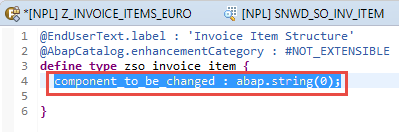 *[NPL] Z_INVOICE_ITEMS_EURO [NPL] SNWD_SO_INV_ITEM
1 @EndUserText.label : 'Invoice Item Structure'
2 @AbapCatalog.enhancementCategory : #NOT_EXTENSIBLE
3 define type zso_invoice_item {
4 component_to_be_changed : abap.string(0);
5
6 }